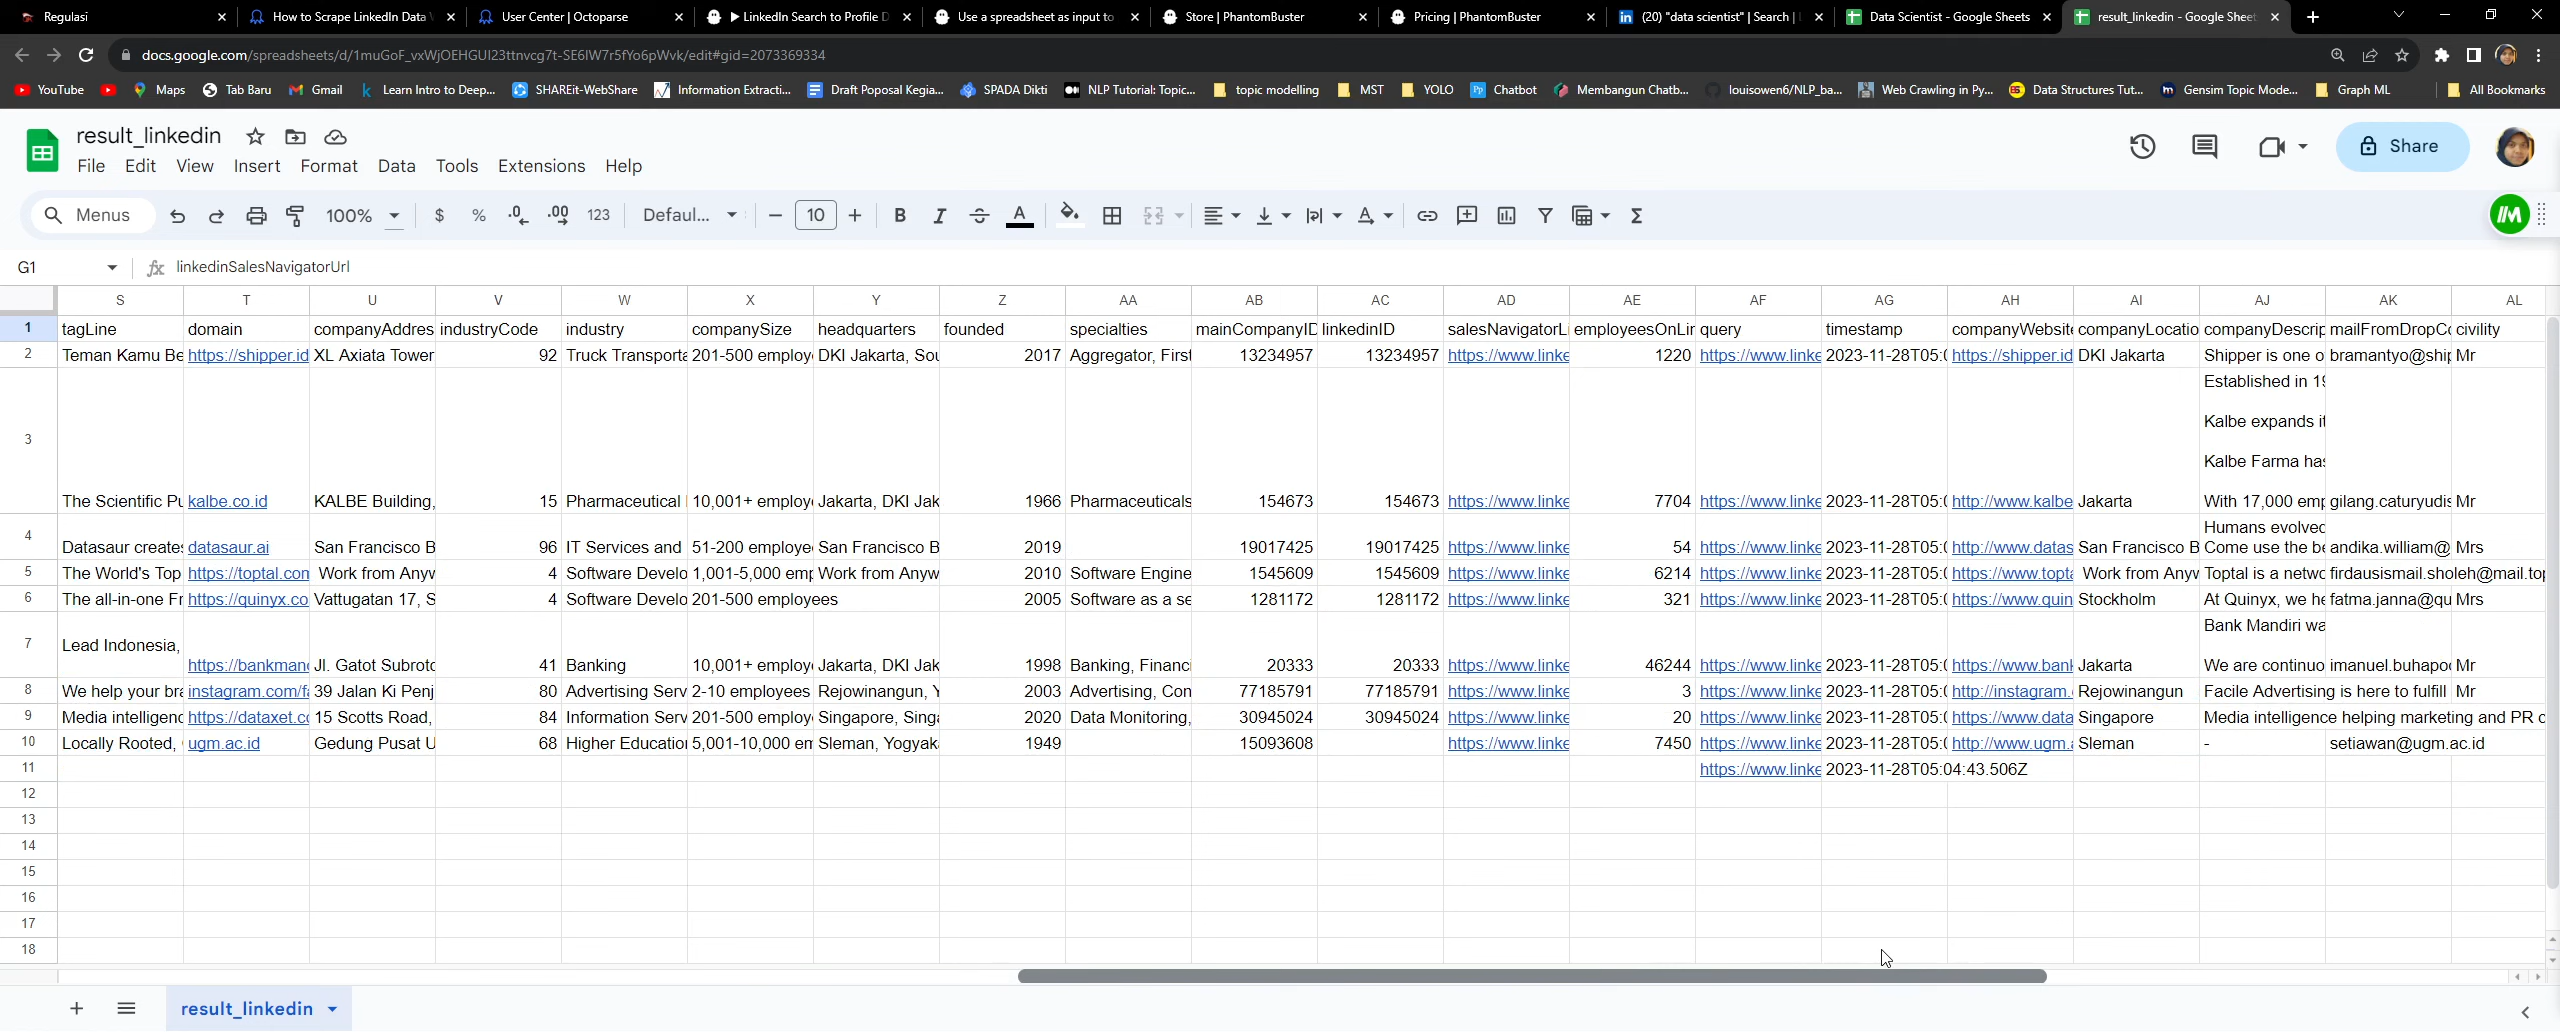 Regulasi
How to Scrape LinkedIn Data
User Center | Octoparse
LinkedIn Search to Profile D
Use a spreadsheet as input to
Store | PhantomBuster
Pricing | PhantomBuster
(20) "data scientist" | Search |
Data Scientist - Google Sheets
result_linkedin - Google Sheet
docs.google.com/spreadsheets/d/1muGoF_vxWjOEHGUI23ttnvcg7t-SE6lW7r5fYo6pWvk/edit#gid=2073369334
YouTube Maps Tab Baru Gmail Learn Intro to Deep... SHAREit-WebShare Information Extracti... Draft Poposal Kegia... SPADA Dikti NLP Tutorial: Topic... topic modelling MST YOLO Chatbot Membangun Chatb... louisowen6/NLP_ba... Web Crawling in Py... Data Structures Tut... Gensim Topic Mode... Graph ML All Bookmarks
result_linkedin
File Edit View Insert Format Data Tools Extensions Help
Share
Menus 100% $ % .0 .00 123 Defaul... 10 B I A
G1 fx linkedinSalesNavigatorUrl
S T U V W X Y Z AA AB AC AD AE AF AG AH AI AJ AK AL
1 tagLine domain companyAddres industryCode industry companySize headquarters founded specialties mainCompanyID linkedinID salesNavigatorLi employeesOnLin query timestamp companyWebsite companyLocatio companyDescrip mailFromDropCo civility
2 Teman Kamu Be https://shipper.id XL Axiata Tower 92 Truck Transporta 201-500 employ DKI Jakarta, Sou 2017 Aggregator, First 13234957 13234957 https://www.linke 1220 https://www.linke 2023-11-28T05:0 https://shipper.id DKI Jakarta Shipper is one o bramantyo@ship Mr
Established in 19
Kalbe expands it
3
Kalbe Farma has
The Scientific Pu kalbe.co.id KALBE Building, 15 Pharmaceutical 10,001+ employ Jakarta, DKI Jak 1966 Pharmaceuticals 154673 154673 https://www.linke 7704 https://www.linke 2023-11-28T05:0 http://www.kalbe Jakarta With 17,000 emp gilang.caturyudis Mr
Humans evolved
4 Datasaur creates datasaur.ai San Francisco B 96 IT Services and 51-200 employe San Francisco B 2019 19017425 19017425 https://www.linke 54 https://www.linke 2023-11-28T05:0 http://www.datas San Francisco B Come use the be andika.william@ Mrs
5 The World's Top https://toptal.com Work from Anyw 4 Software Develo 1,001-5,000 emp Work from Anyw 2010 Software Engine 1545609 1545609 https://www.linke 6214 https://www.linke 2023-11-28T05:0 https://www.topta Work from Anyw Toptal is a netwo firdausismail.sholeh@mail.top
6 The all-in-one Fr https://quinyx.co Vattugatan 17, S 4 Software Develo 201-500 employees 2005 Software as a se 1281172 1281172 https://www.linke 321 https://www.linke 2023-11-28T05:0 https://www.quin Stockholm At Quinyx, we he fatma.janna@qu Mrs
Bank Mandiri wa
7 Lead Indonesia,
https://bankmand Jl. Gatot Subroto 41 Banking 10,001+ employ Jakarta, DKI Jak 1998 Banking, Financi 20333 20333 https://www.linke 46244 https://www.linke 2023-11-28T05:0 https://www.bank Jakarta We are continuo imanuel.buhapoc Mr
8 We help your bra instagram.com/fa 39 Jalan Ki Penj 80 Advertising Serv 2-10 employees Rejowinangun, Y 2003 Advertising, Con 77185791 77185791 https://www.linke 3 https://www.linke 2023-11-28T05:0 http://instagram. Rejowinangun Facile Advertising is here to fulfill Mr
9 Media intelligenc https://dataxet.co 15 Scotts Road, 84 Information Serv 201-500 employ Singapore, Singa 2020 Data Monitoring, 30945024 30945024 https://www.linke 20 https://www.linke 2023-11-28T05:0 https://www.data Singapore Media intelligence helping marketing and PR c
10 Locally Rooted, ugm.ac.id Gedung Pusat U 68 Higher Education 5,001-10,000 em Sleman, Yogyak 1949 15093608 https://www.linke 7450 https://www.linke 2023-11-28T05:0 http://www.ugm.a Sleman - setiawan@ugm.ac.id
11 https://www.linke 2023-11-28T05:04:43.506Z
12
13
14
15
16
17
18
result_linkedin